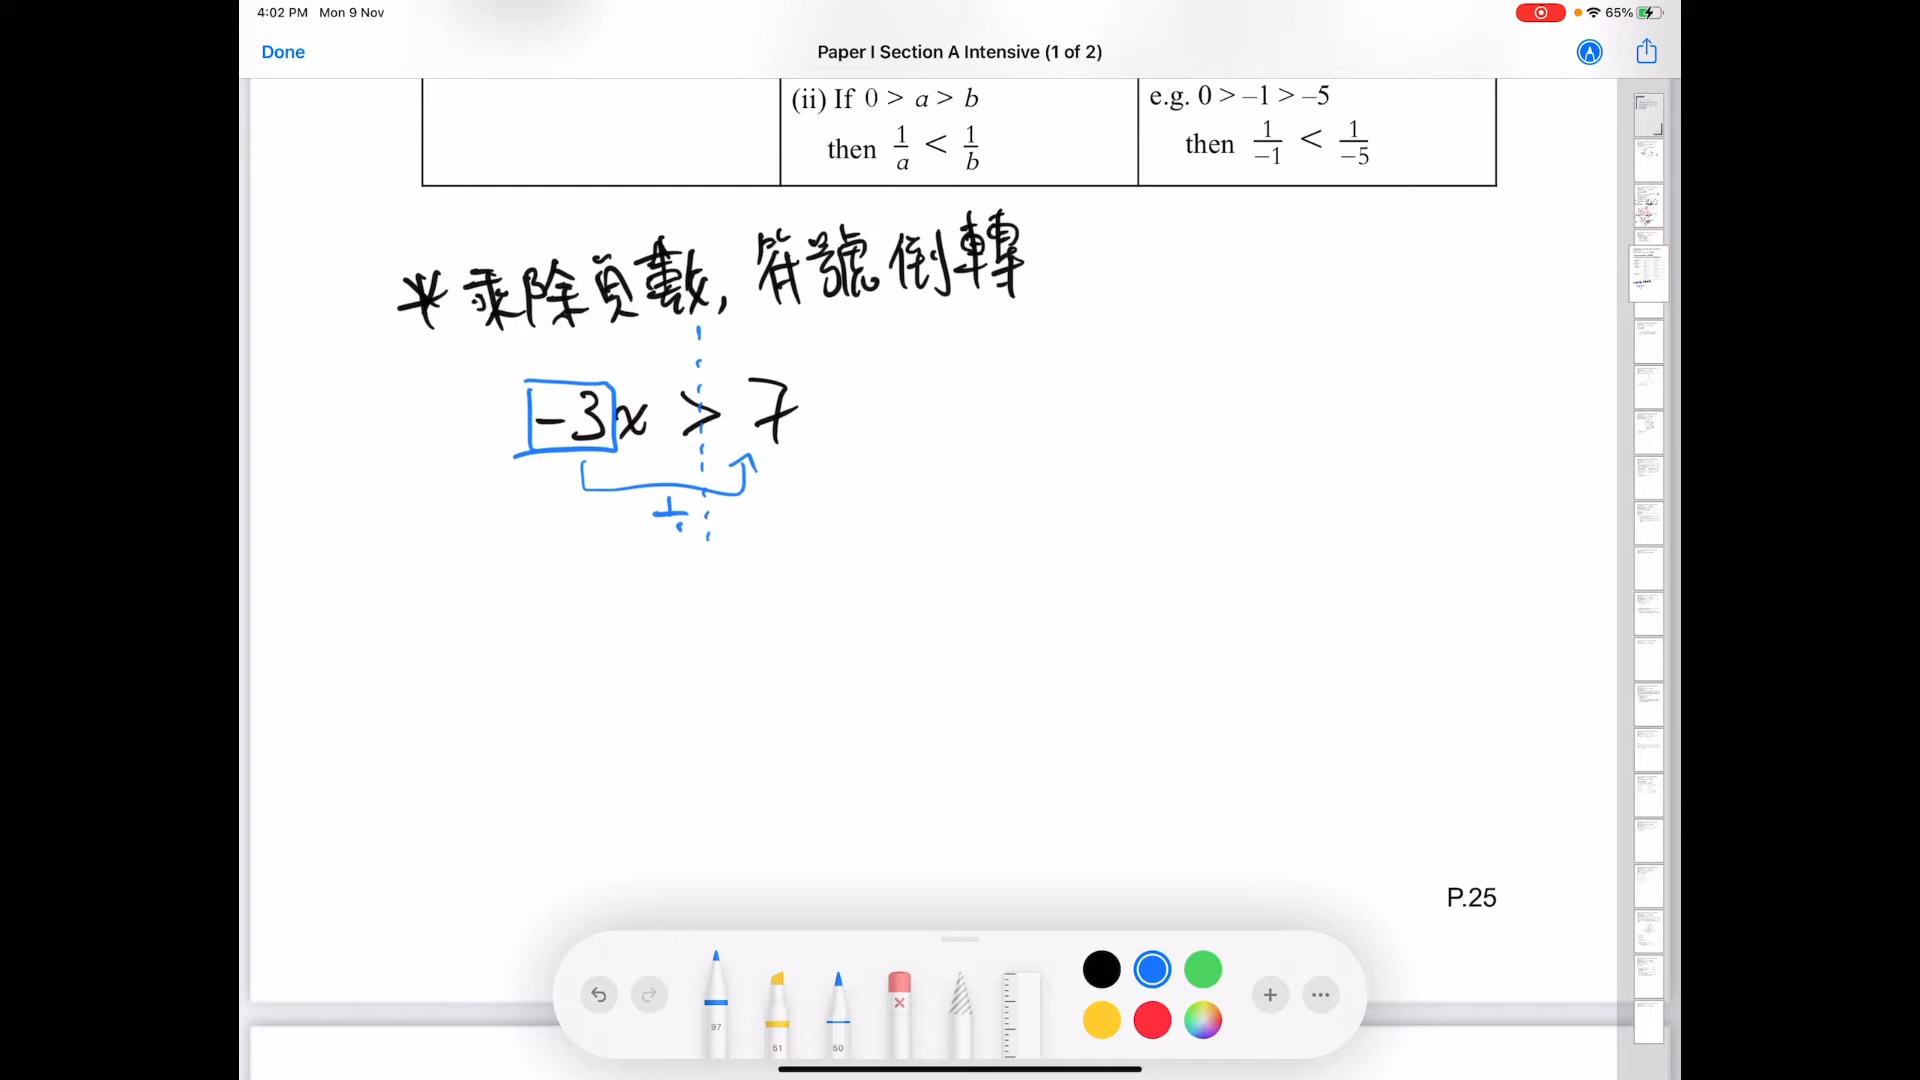 4:02 PM Mon 9 Nov
65%
Done
Paper I Section A Intensive (1 of 2)
(ii) If 0 > a > b
then 1/a < 1/b
e.g. 0 > –1 > –5
then 1/−1 < 1/−5
*乘除負數, 符號倒轉
-3x > 7
÷
P.25
97
51
50